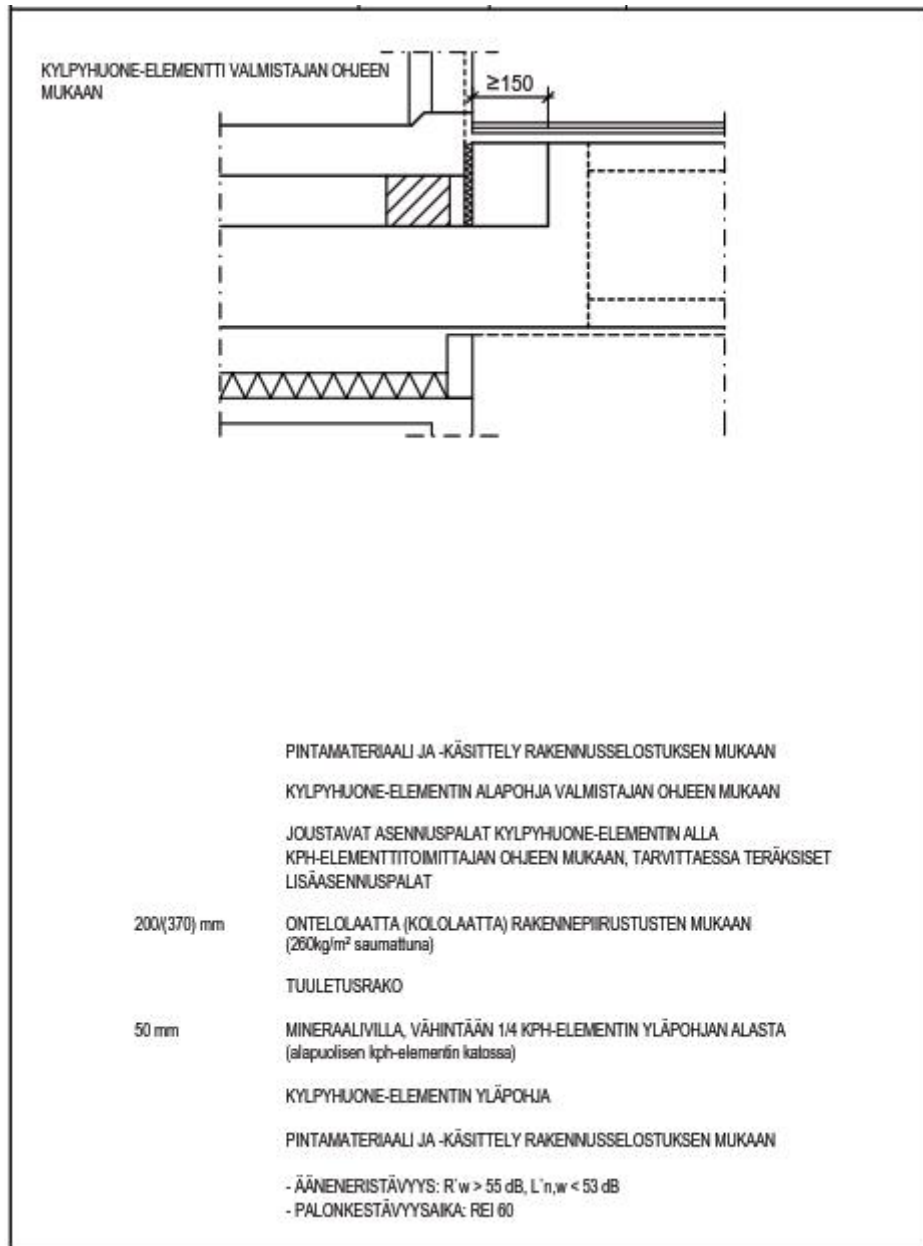 KYLPYHUONE-ELEMENTTI VALMISTAJAN OHJEEN
MUKAAN
≥150
PINTAMATERIAALI JA -KÄSITTELY RAKENNUSSELOSTUKSEN MUKAAN
KYLPYHUONE-ELEMENTIN ALAPOHJA VALMISTAJAN OHJEEN MUKAAN
JOUSTAVAT ASENNUSPALAT KYLPYHUONE-ELEMENTIN ALLA
KPH-ELEMENTTITOIMITTAJAN OHJEEN MUKAAN, TARVITTAESSA TERÄKSISET
LISÄASENNUSPALAT
200/(370) mm ONTELOLAATTA (KOLOLAATTA) RAKENNEPIIRUSTUSTEN MUKAAN
(260kg/m² saumattuna)
TUULETUSRAKO
50 mm MINERAALIVILLA, VÄHINTÄÄN 1/4 KPH-ELEMENTIN YLÄPOHJAN ALASTA
(alapuolisen kph-elementin katossa)
KYLPYHUONE-ELEMENTIN YLÄPOHJA
PINTAMATERIAALI JA -KÄSITTELY RAKENNUSSELOSTUKSEN MUKAAN
- ÄÄNENERISTÄVYYS: R´w > 55 dB, L´n,w < 53 dB
- PALONKESTÄVYYSAIKA: REI 60